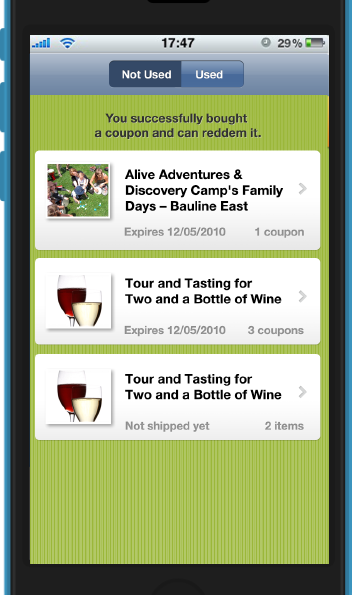 17:47
29%
Not Used
Used
You successfully bought
a coupon and can reddem it.
Alive Adventures &
Discovery Camp's Family
Days – Bauline East
Expires 12/05/2010
1 coupon
Tour and Tasting for
Two and a Bottle of Wine
Expires 12/05/2010
3 coupons
Tour and Tasting for
Two and a Bottle of Wine
Not shipped yet
2 items